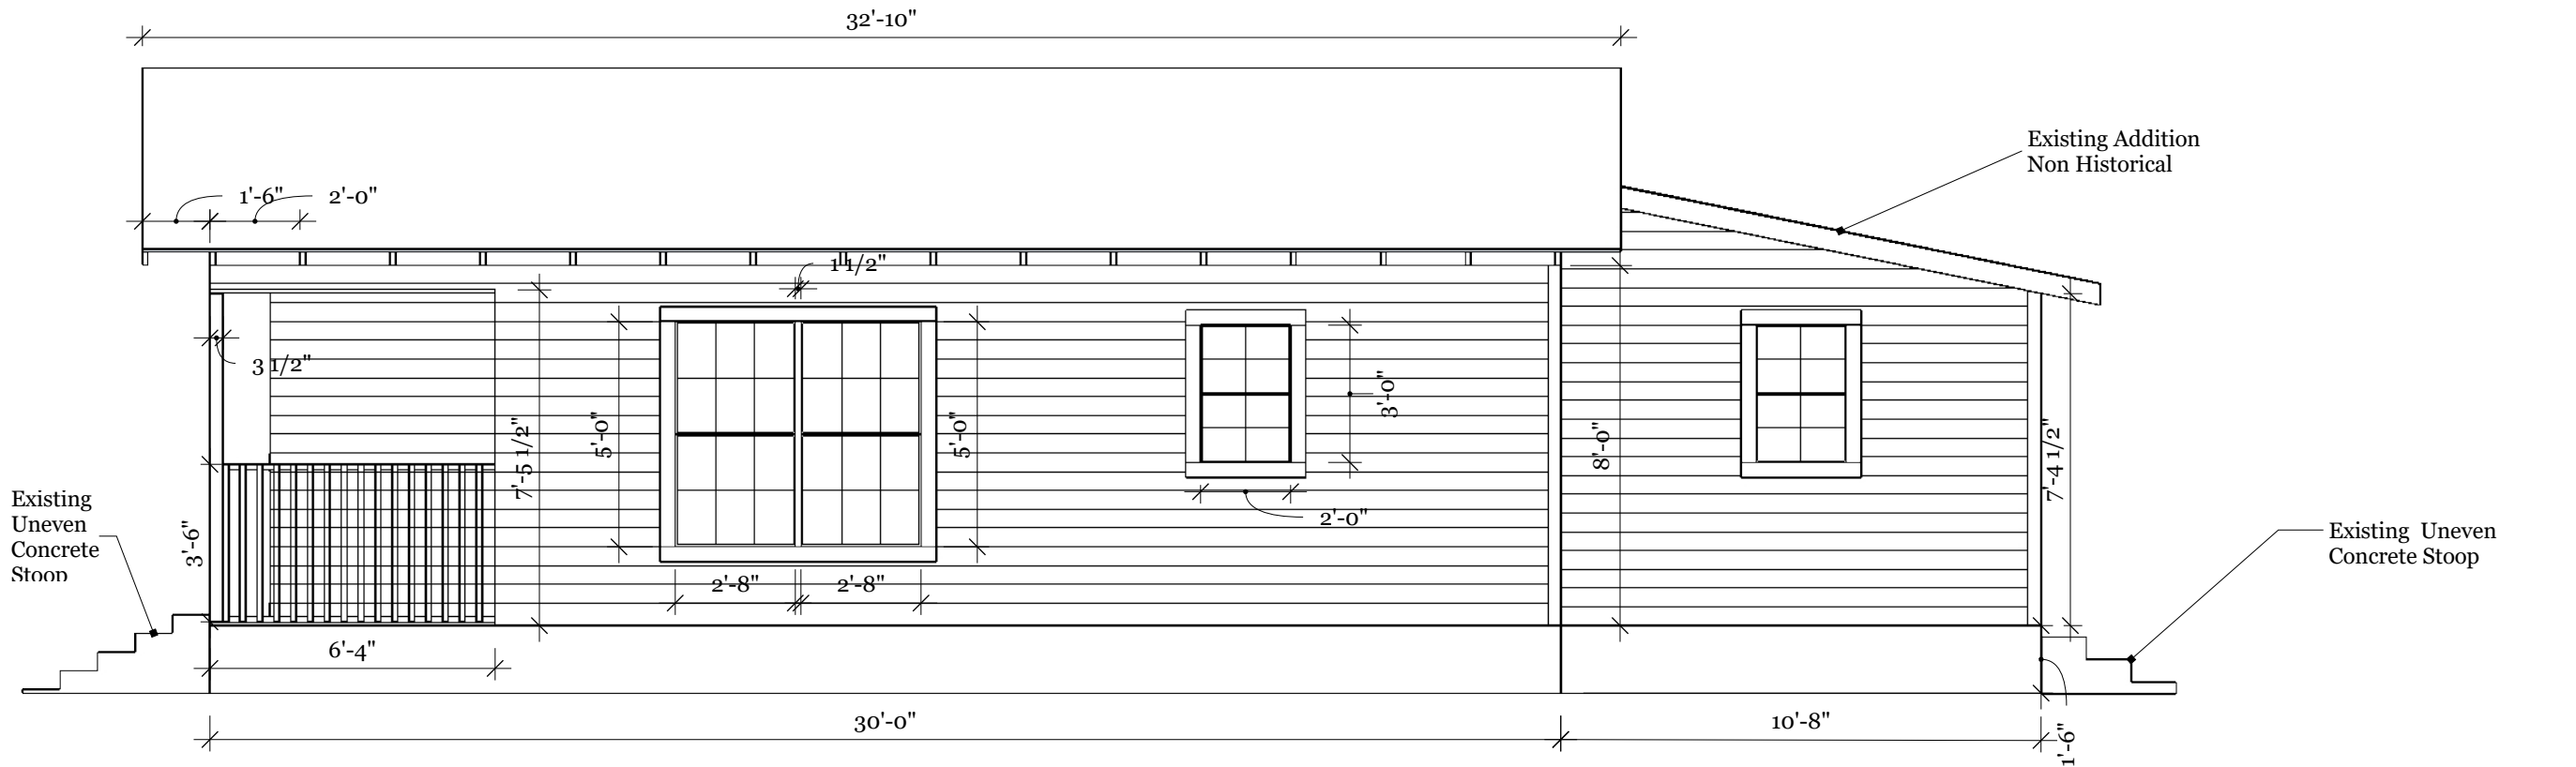 32'-10"
Existing Addition
Non Historical
1'-6" 2'-0"
1 1/2"
3 1/2"
5'-0"
7'-5 1/2"
5'-0"
3'-0"
8'-0"
7'-4 1/2"
2'-0"
Existing
Uneven
Concrete
Stoop
3'-6"
Existing Uneven
Concrete Stoop
2'-8" 2'-8"
6'-4"
30'-0"
10'-8"
1'-6"